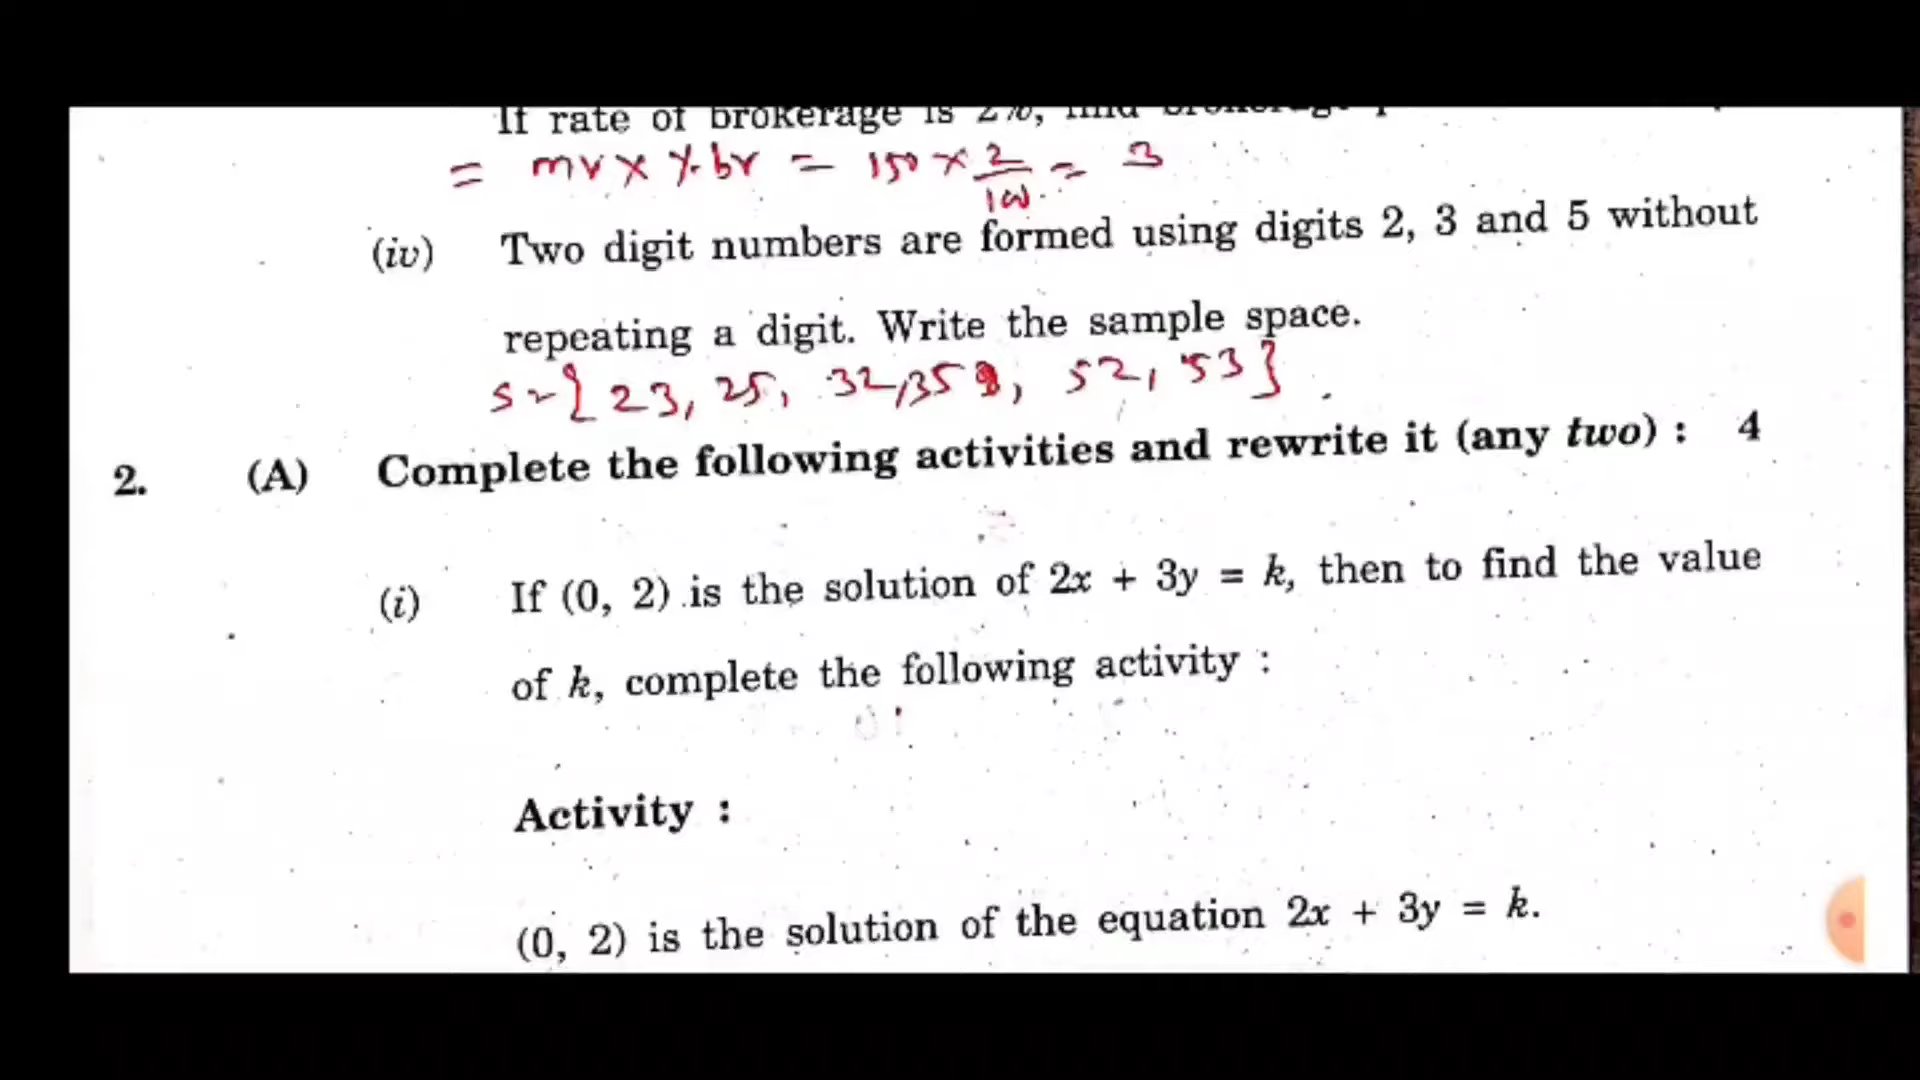 If rate of brokerage is 2%, find
= mv x %. br = 150 x 2/100 = 3
(iv) Two digit numbers are formed using digits 2, 3 and 5 without
repeating a digit. Write the sample space.
S = { 23, 25, 32, 35, 52, 53 }
2. (A) Complete the following activities and rewrite it (any two) : 4
(i) If (0, 2) is the solution of 2x + 3y = k, then to find the value
of k, complete the following activity :
Activity :
(0, 2) is the solution of the equation 2x + 3y = k.